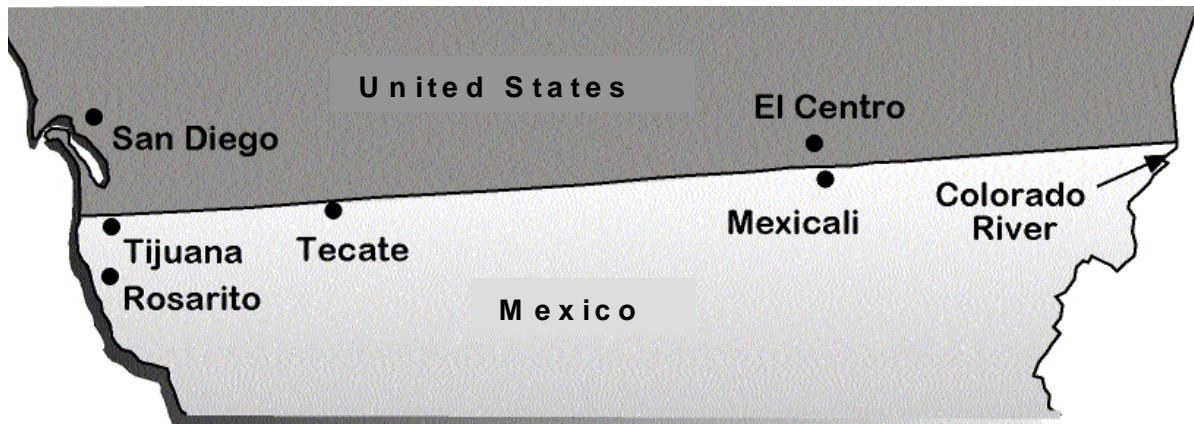 United States
El Centro
San Diego
Colorado
River
Mexicali
Tijuana
Tecate
Rosarito
Mexico